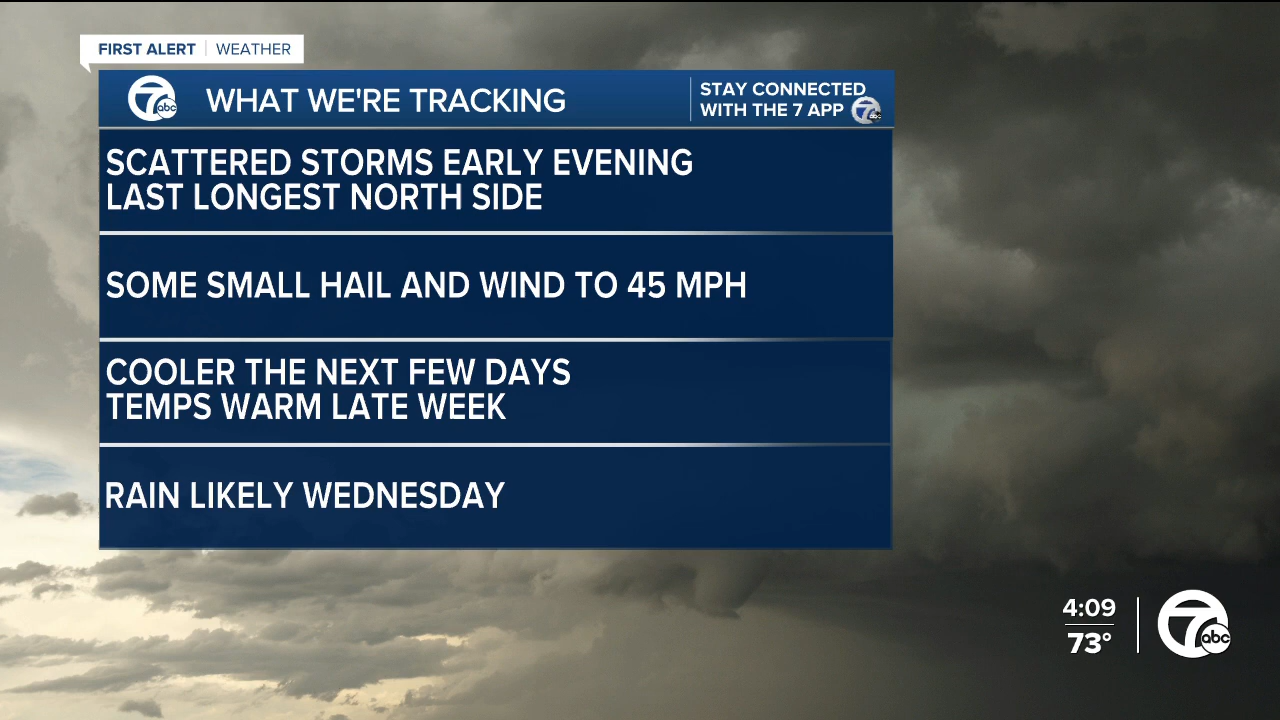 FIRST ALERT | WEATHER
7 abc
WHAT WE'RE TRACKING
STAY CONNECTED
WITH THE 7 APP 7 abc
SCATTERED STORMS EARLY EVENING
LAST LONGEST NORTH SIDE
SOME SMALL HAIL AND WIND TO 45 MPH
COOLER THE NEXT FEW DAYS
TEMPS WARM LATE WEEK
RAIN LIKELY WEDNESDAY
4:09
73°
7 abc